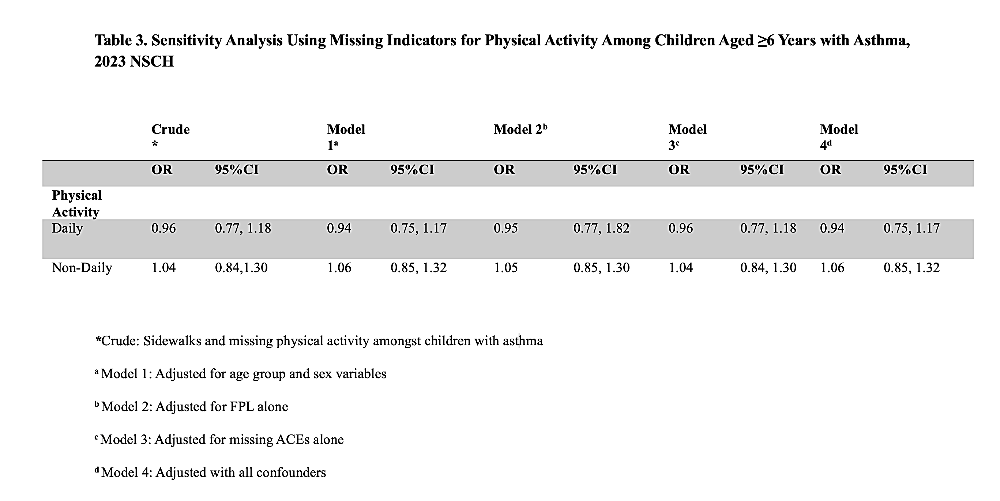 Table 3. Sensitivity Analysis Using Missing Indicators for Physical Activity Among Children Aged ≥6 Years with Asthma,
2023 NSCH
Crude Model Model 2ᵇ Model Model
* 1ᵃ 3ᶜ 4ᵈ
OR 95%CI OR 95%CI OR 95%CI OR 95%CI OR 95%CI
Physical
Activity
Daily 0.96 0.77, 1.18 0.94 0.75, 1.17 0.95 0.77, 1.82 0.96 0.77, 1.18 0.94 0.75, 1.17
Non-Daily 1.04 0.84,1.30 1.06 0.85, 1.32 1.05 0.85, 1.30 1.04 0.84, 1.30 1.06 0.85, 1.32
*Crude: Sidewalks and missing physical activity amongst children with asthma
ᵃ Model 1: Adjusted for age group and sex variables
ᵇ Model 2: Adjusted for FPL alone
ᶜ Model 3: Adjusted for missing ACEs alone
ᵈ Model 4: Adjusted with all confounders